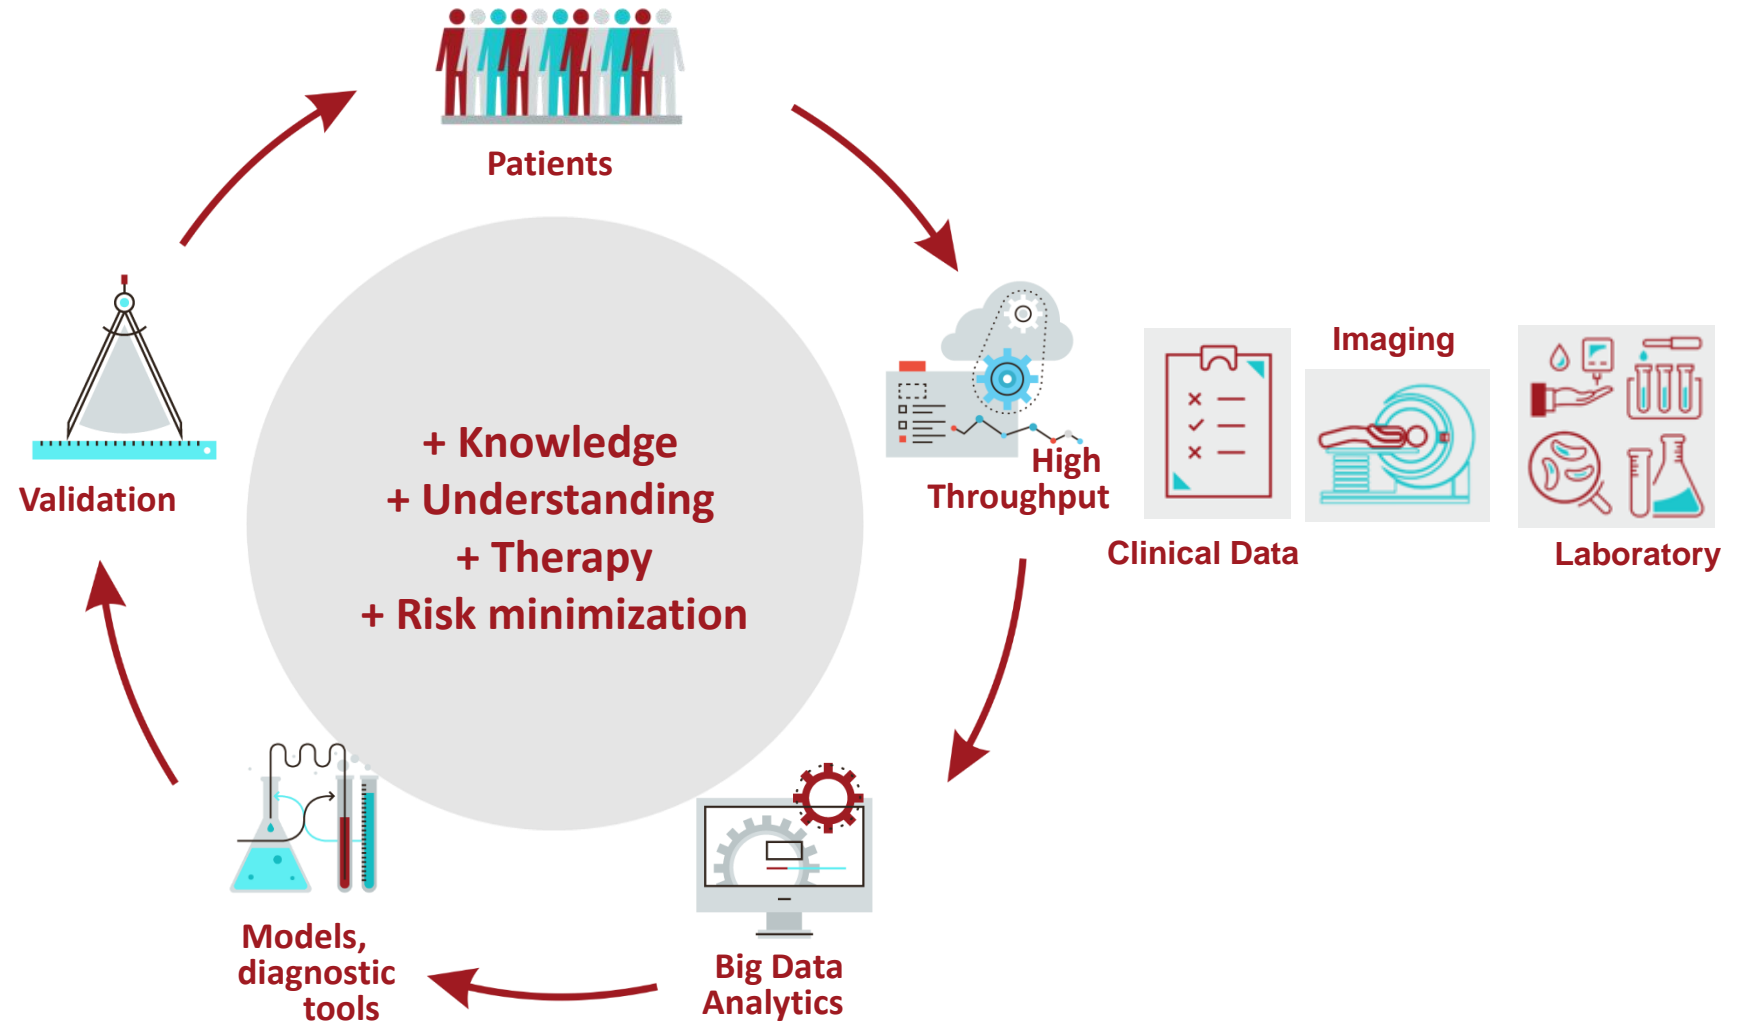 Patients
High
Throughput
Clinical Data
Imaging
Laboratory
Big Data
Analytics
Models,
diagnostic
tools
Validation
+ Knowledge
+ Understanding
+ Therapy
+ Risk minimization